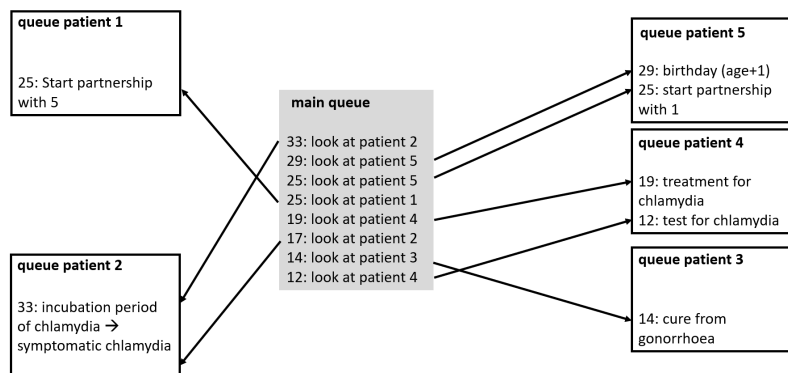 queue patient 1
25: Start partnership
with 5
queue patient 2
33: incubation period
of chlamydia →
symptomatic chlamydia
main queue
33: look at patient 2
29: look at patient 5
25: look at patient 5
25: look at patient 1
19: look at patient 4
17: look at patient 2
14: look at patient 3
12: look at patient 4
queue patient 5
29: birthday (age+1)
25: start partnership
with 1
queue patient 4
19: treatment for
chlamydia
12: test for chlamydia
queue patient 3
14: cure from
gonorrhoea